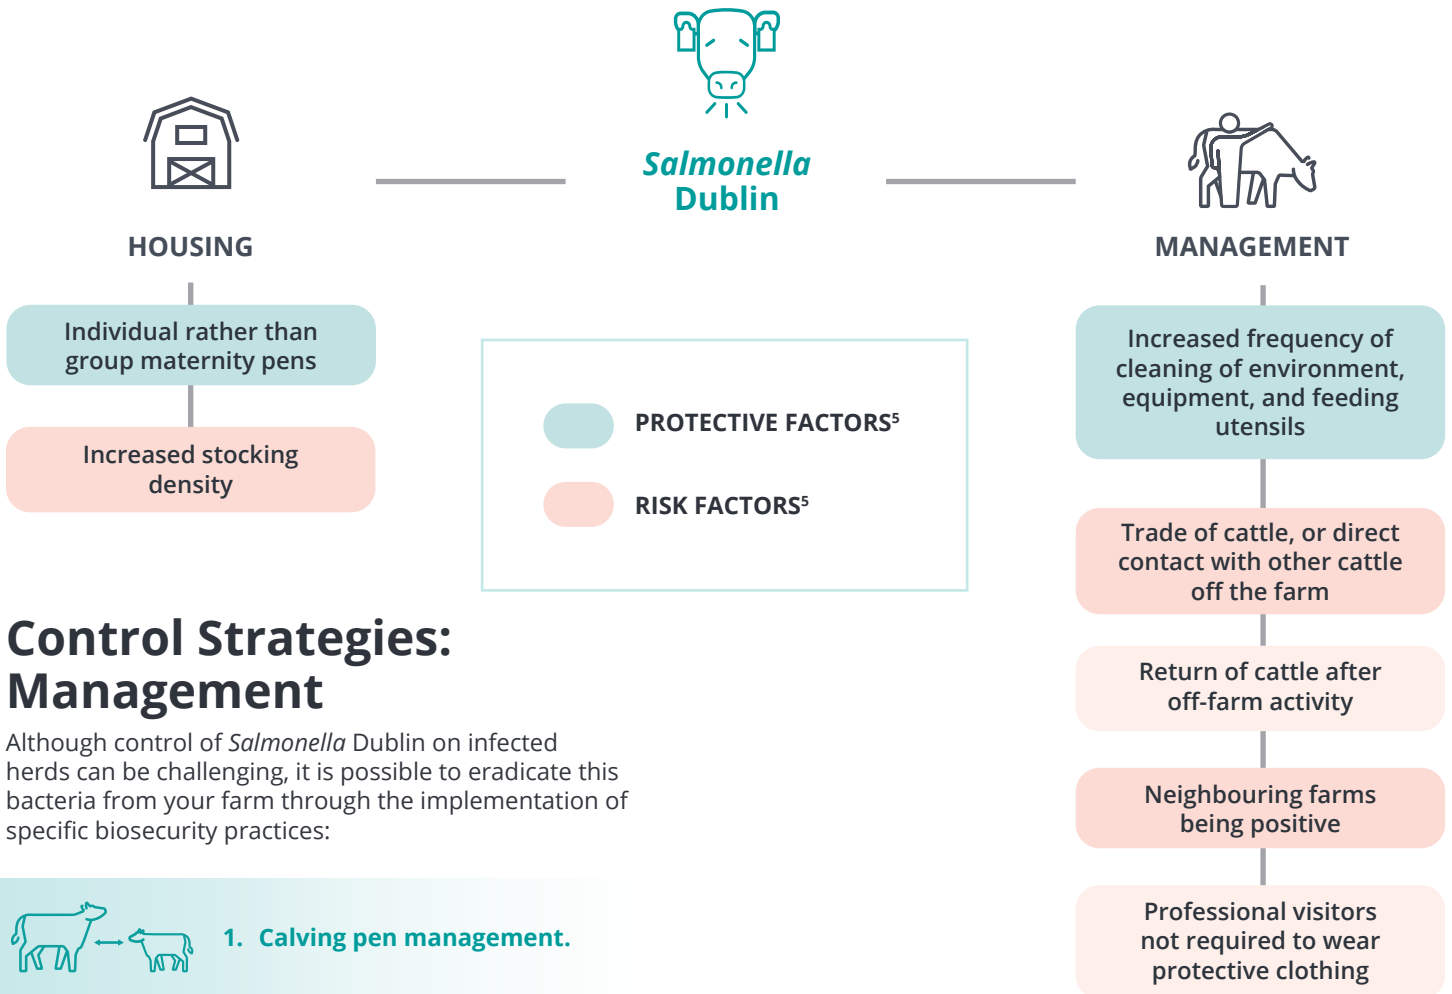 Salmonella
Dublin
HOUSING
Individual rather than
group maternity pens
Increased stocking
density
PROTECTIVE FACTORS⁵
RISK FACTORS⁵
MANAGEMENT
Increased frequency of
cleaning of environment,
equipment, and feeding
utensils
Trade of cattle, or direct
contact with other cattle
off the farm
Return of cattle after
off-farm activity
Neighbouring farms
being positive
Professional visitors
not required to wear
protective clothing
Control Strategies:
Management
Although control of Salmonella Dublin on infected
herds can be challenging, it is possible to eradicate this
bacteria from your farm through the implementation of
specific biosecurity practices:
1. Calving pen management.